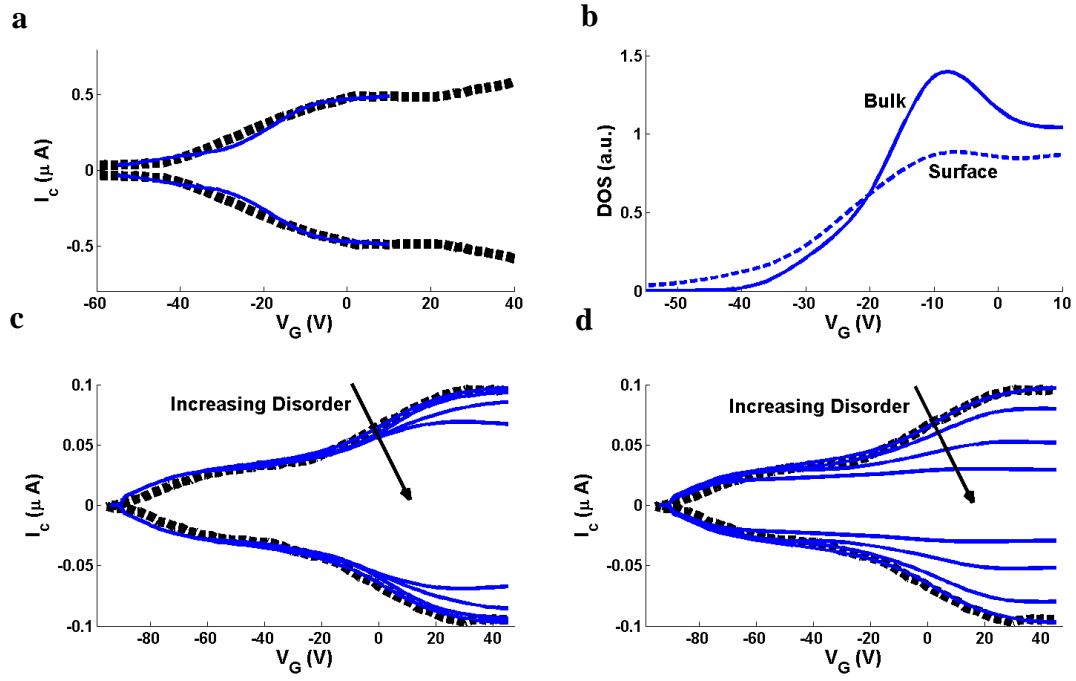 a
0.5
0
-0.5
-60
-40
-20
0
20
40
I_c (μ A)
V_G (V)
b
1.5
1
0.5
0
-50
-40
-30
-20
-10
0
10
DOS (a.u.)
V_G (V)
Bulk
Surface
c
0.1
0.05
0
-0.05
-0.1
-80
-60
-40
-20
0
20
40
I_c (μ A)
V_G (V)
Increasing Disorder
d
0.1
0.05
0
-0.05
-0.1
-80
-60
-40
-20
0
20
40
I_c (μ A)
V_G (V)
Increasing Disorder